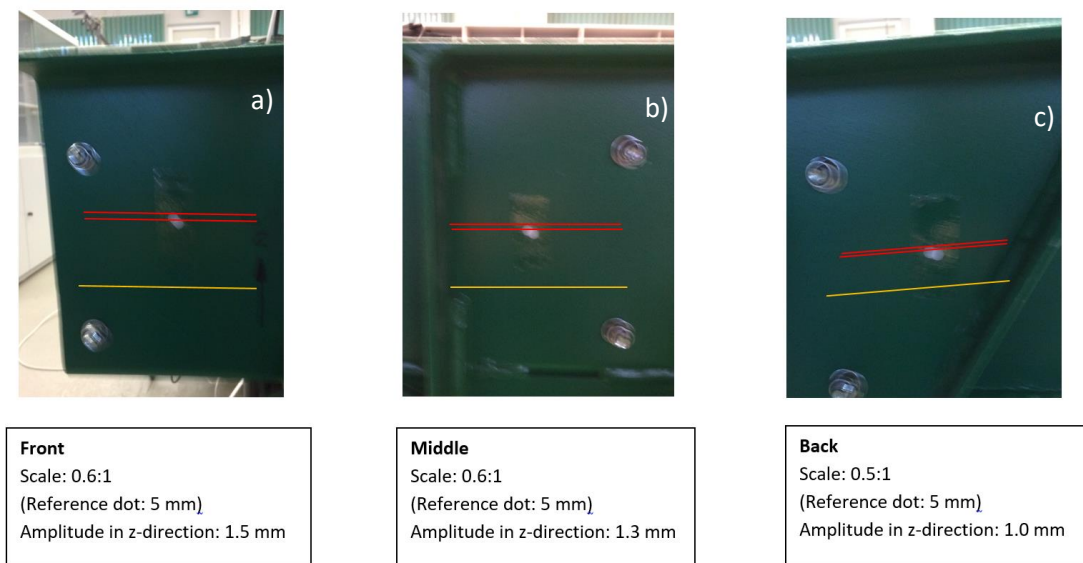 a)
b)
c)
Front
Scale: 0.6:1
(Reference dot: 5 mm)
Amplitude in z-direction: 1.5 mm
Middle
Scale: 0.6:1
(Reference dot: 5 mm)
Amplitude in z-direction: 1.3 mm
Back
Scale: 0.5:1
(Reference dot: 5 mm)
Amplitude in z-direction: 1.0 mm